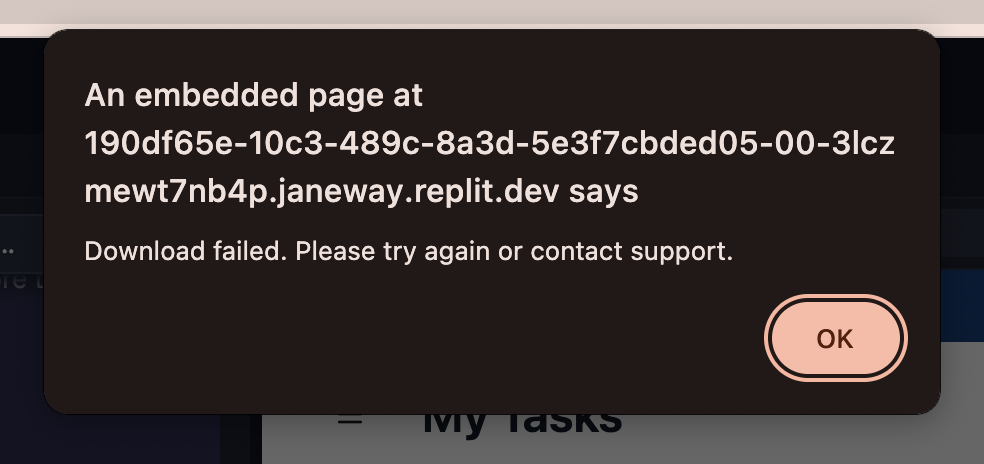 An embedded page at
190df65e-10c3-489c-8a3d-5e3f7cbded05-00-3lcz
mewt7nb4p.janeway.replit.dev says
Download failed. Please try again or contact support.
OK
My Tasks